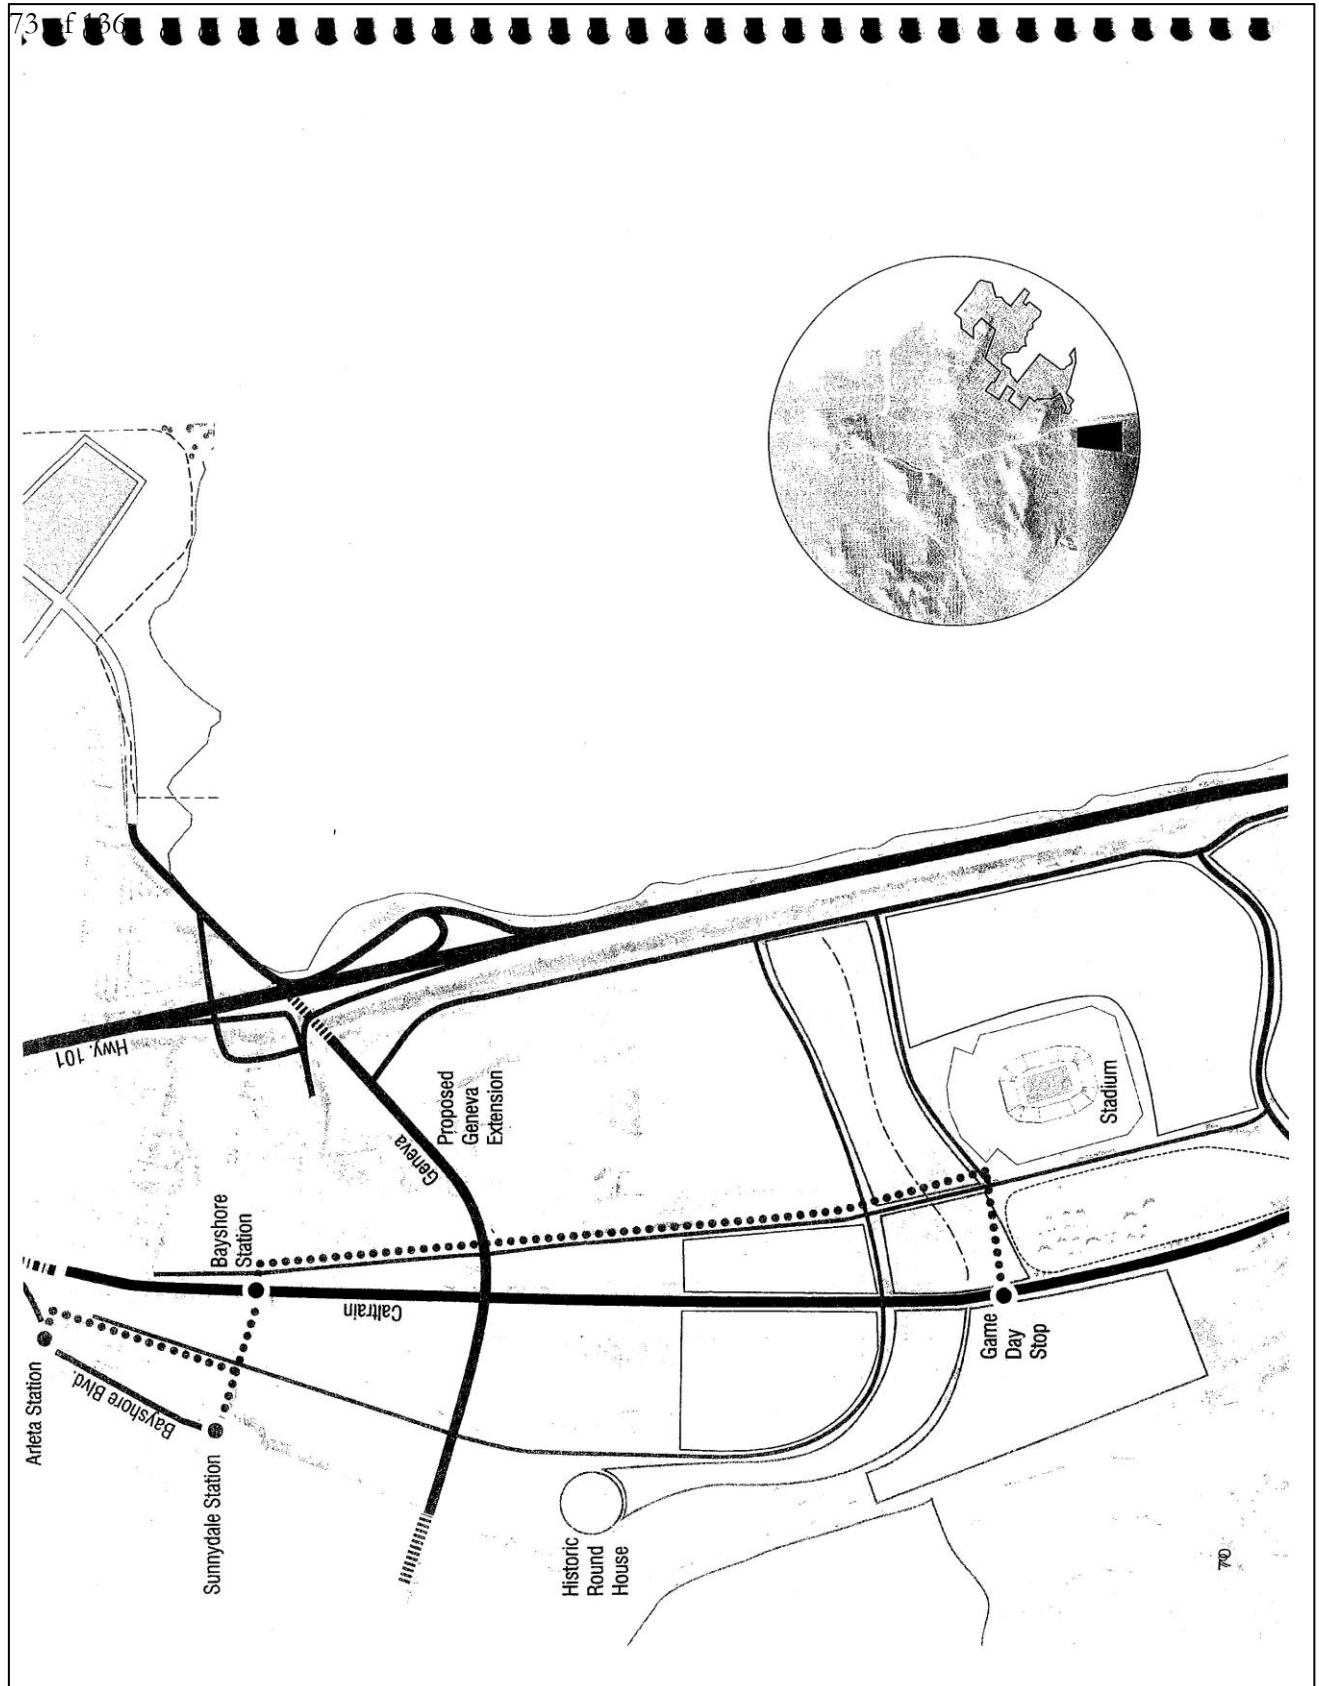 73 of 136
Hwy. 101
Proposed
Geneva
Extension
Geneva
Bayshore
Station
Caltrain
Arleta Station
Bayshore Blvd.
Sunnydale Station
Historic
Round
House
Game
Day
Stop
Stadium